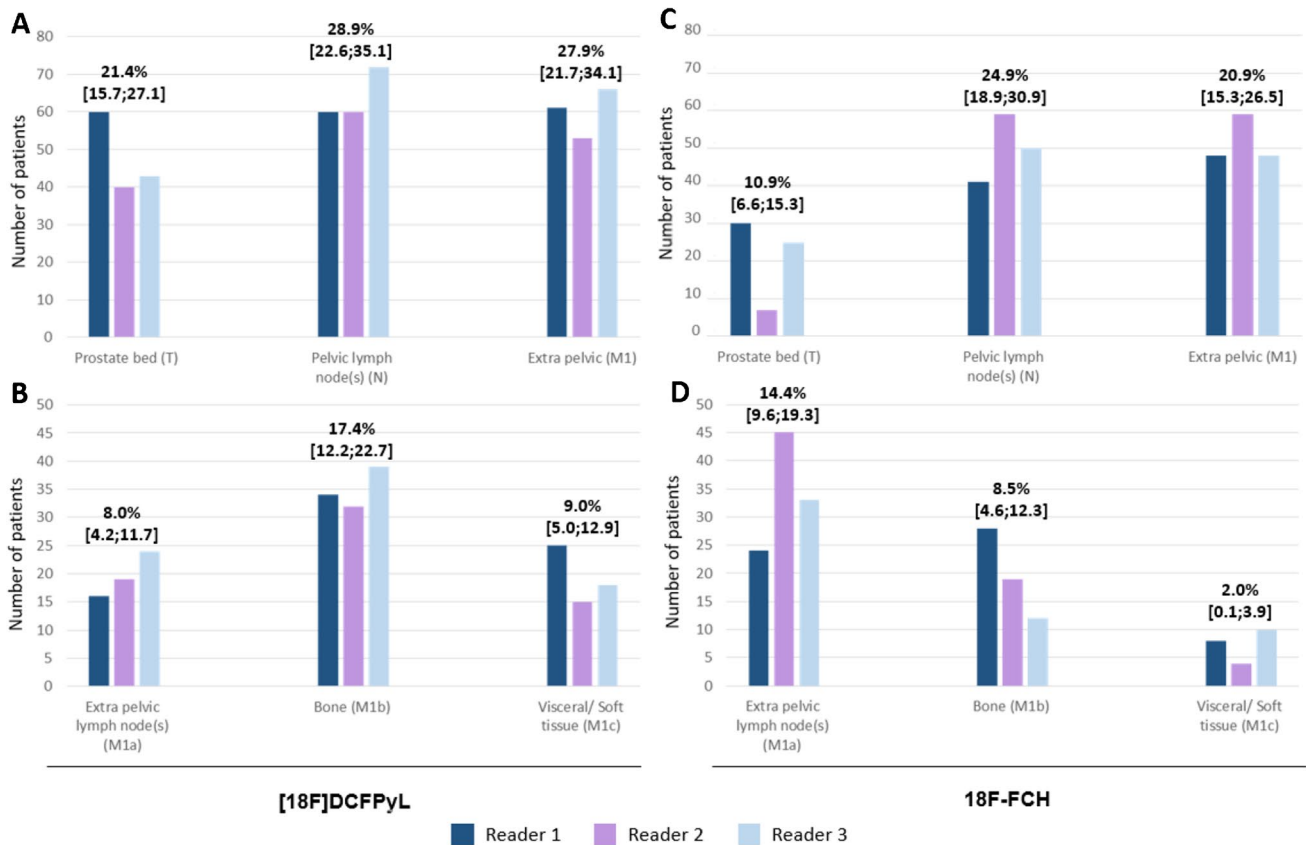 A
80
70
60
50
40
30
20
10
0
Number of patients
21.4%
[15.7;27.1]
28.9%
[22.6;35.1]
27.9%
[21.7;34.1]
Prostate bed (T)
Pelvic lymph
node(s) (N)
Extra pelvic (M1)
C
80
70
60
50
40
30
20
10
0
Number of patients
10.9%
[6.6;15.3]
24.9%
[18.9;30.9]
20.9%
[15.3;26.5]
Prostate bed (T)
Pelvic lymph
node(s) (N)
Extra pelvic (M1)
B
50
45
40
35
30
25
20
15
10
5
0
Number of patients
8.0%
[4.2;11.7]
17.4%
[12.2;22.7]
9.0%
[5.0;12.9]
Extra pelvic
lymph node(s)
(M1a)
Bone (M1b)
Visceral/ Soft
tissue (M1c)
D
50
45
40
35
30
25
20
15
10
5
0
Number of patients
14.4%
[9.6;19.3]
8.5%
[4.6;12.3]
2.0%
[0.1;3.9]
Extra pelvic
lymph node(s)
(M1a)
Bone (M1b)
Visceral/ Soft
tissue (M1c)
[18F]DCFPyL
18F-FCH
Reader 1
Reader 2
Reader 3